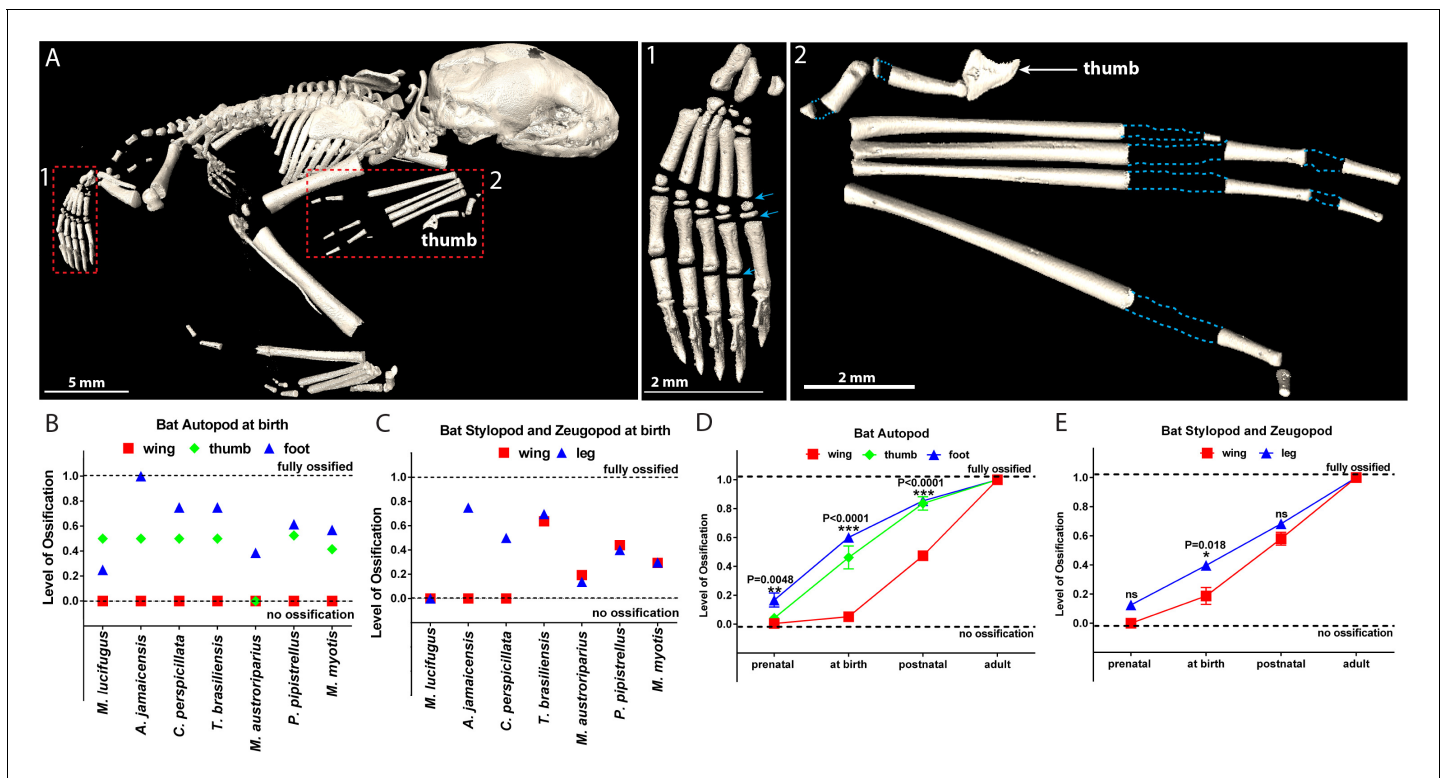 A
1
2
thumb
5 mm
1
2 mm
2
thumb
2 mm
B
Bat Autopod at birth
wing thumb foot
fully ossified
1.0
0.8
0.6
0.4
0.2
0.0
no ossification
Level of Ossification
M. lucifugus
A. jamaicensis
C. perspicillata
T. brasiliensis
M. austroriparius
P. pipistrellus
M. myotis
C
Bat Stylopod and Zeugopod at birth
wing leg
fully ossified
1.0
0.8
0.6
0.4
0.2
0.0
no ossification
Level of Ossification
M. lucifugus
A. jamaicensis
C. perspicillata
T. brasiliensis
M. austroriparius
P. pipistrellus
M. myotis
D
Bat Autopod
wing thumb foot
fully ossified
1.0
0.8
0.6
0.4
0.2
0.0
P<0.0001
***
P<0.0001
***
P=0.0048
**
no ossification
Level of Ossification
prenatal at birth postnatal adult
E
Bat Stylopod and Zeugopod
wing leg
fully ossified
1.0
0.8
0.6
0.4
0.2
0.0
ns
P=0.018
*
ns
no ossification
Level of Ossification
prenatal at birth postnatal adult